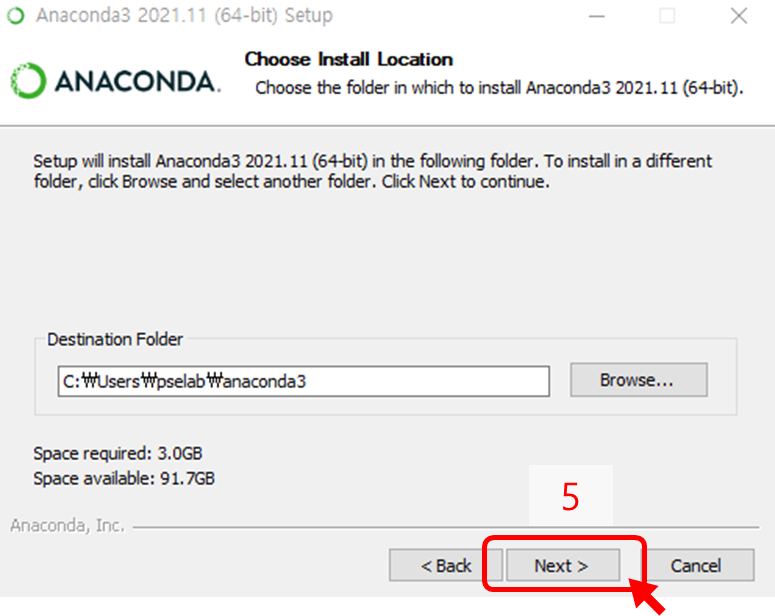 Anaconda3 2021.11 (64-bit) Setup
ANACONDA.
Choose Install Location
Choose the folder in which to install Anaconda3 2021.11 (64-bit).
Setup will install Anaconda3 2021.11 (64-bit) in the following folder. To install in a different
folder, click Browse and select another folder. Click Next to continue.
Destination Folder
C:₩Users₩pselab₩anaconda3
Browse...
Space required: 3.0GB
Space available: 91.7GB
5
Anaconda, Inc.
< Back
Next >
Cancel